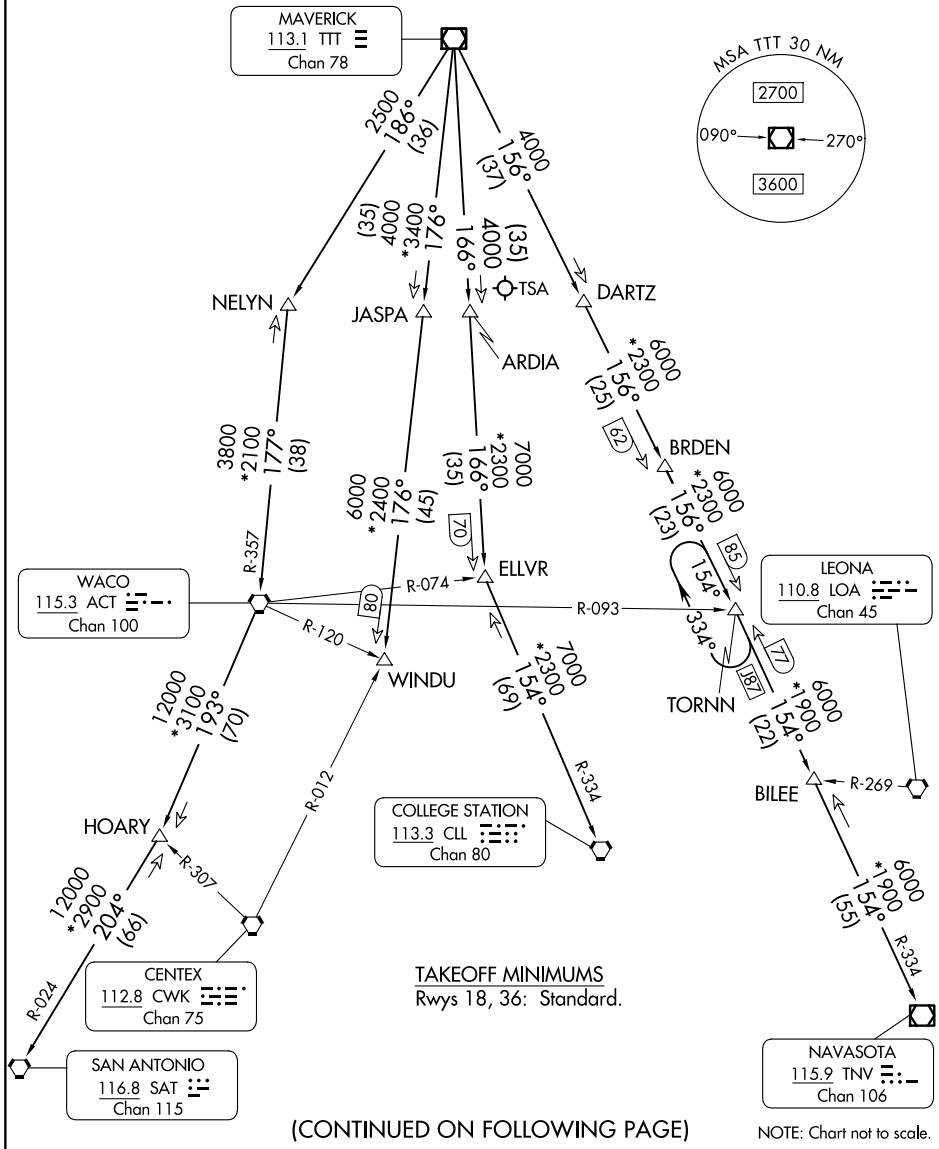 MAVERICK
113.1 TTT
Chan 78
MSA TTT 30 NM
2700
090°
270°
3600
2500
186°
(36)
(35)
4000
*3400
176°
(35)
4000
166°
4000
156°
(37)
TSA
NELYN
JASPA
ARDIA
DARTZ
6000
*2300
156°
(25)
62
BRDEN
3800
*2100
177°
(38)
6000
*2400
176°
(45)
7000
*2300
166°
(35)
70
6000
*2300
156°
(23)
85
R-357
WACO
115.3 ACT
Chan 100
R-074
ELLVR
80
R-093
R-120
WINDU
154°
334°
LEONA
110.8 LOA
Chan 45
77
J87
TORNN
12000
*3100
193°
(70)
7000
*2300
154°
(69)
6000
*1900
154°
(22)
R-012
R-334
BILEE
R-269
HOARY
R-307
COLLEGE STATION
113.3 CLL
Chan 80
12000
*2900
204°
(66)
6000
*1900
154°
(55)
R-334
R-024
CENTEX
112.8 CWK
Chan 75
TAKEOFF MINIMUMS
Rwys 18, 36: Standard.
SAN ANTONIO
116.8 SAT
Chan 115
NAVASOTA
115.9 TNV
Chan 106
(CONTINUED ON FOLLOWING PAGE)
NOTE: Chart not to scale.